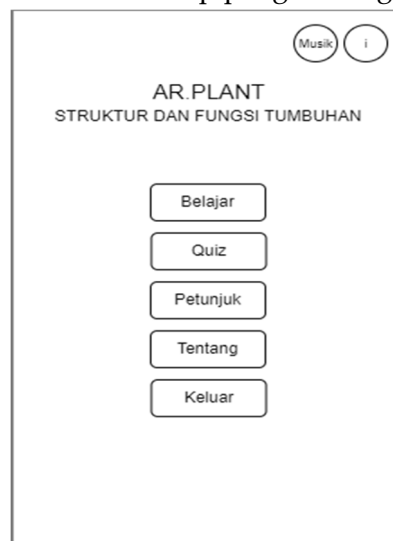 Musik i
AR.PLANT
STRUKTUR DAN FUNGSI TUMBUHAN
Belajar
Quiz
Petunjuk
Tentang
Keluar